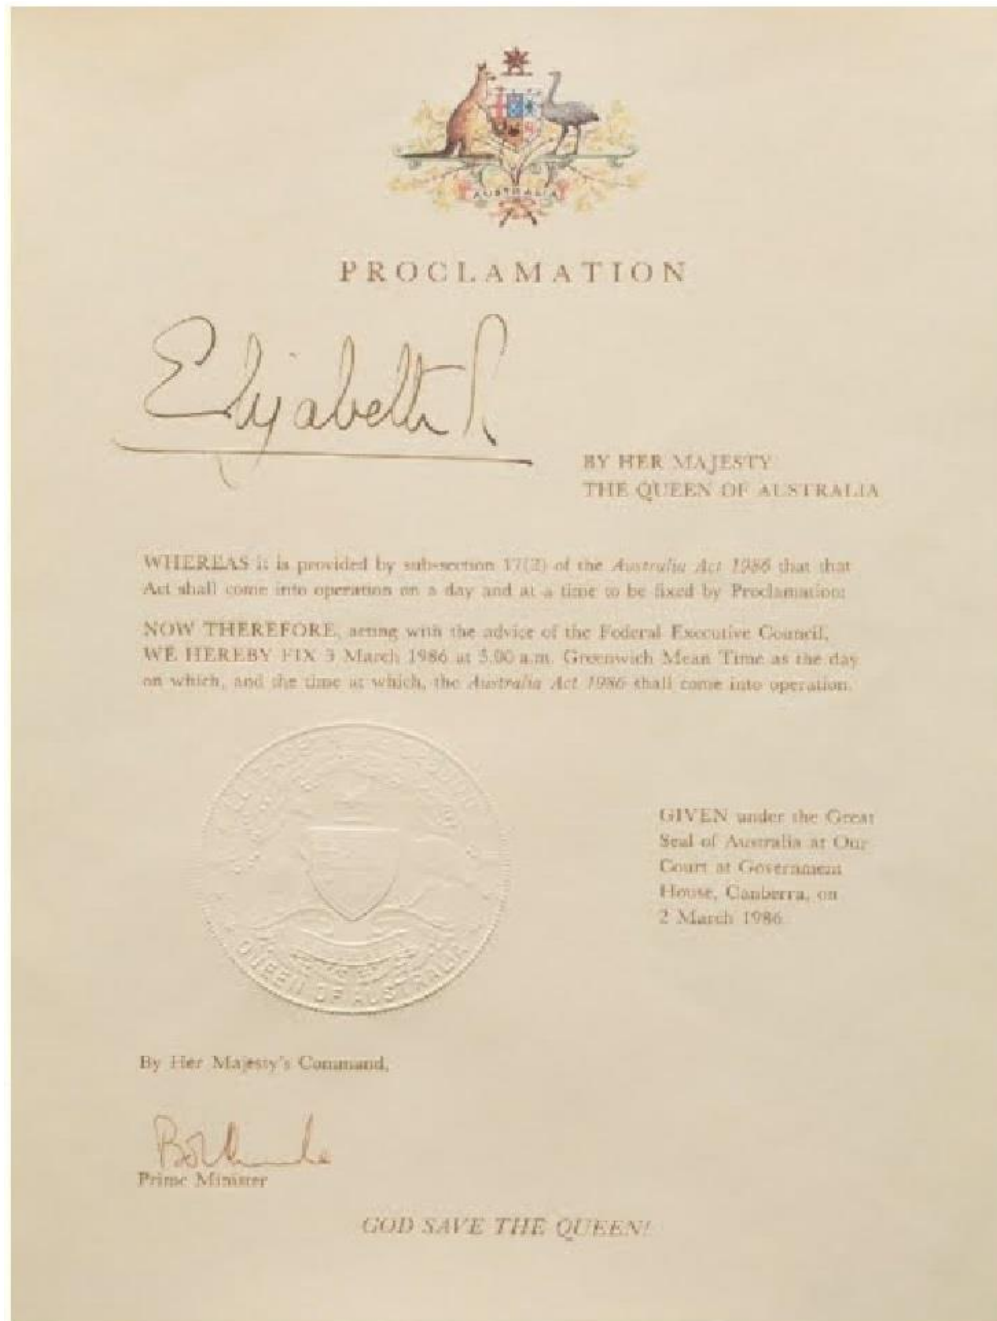 AUSTRALIA
PROCLAMATION
Elizabeth R
BY HER MAJESTY
THE QUEEN OF AUSTRALIA
WHEREAS it is provided by sub-section 17(2) of the Australia Act 1986 that that
Act shall come into operation on a day and at a time to be fixed by Proclamation:
NOW THEREFORE, acting with the advice of the Federal Executive Council,
WE HEREBY FIX 3 March 1986 at 5.00 a.m. Greenwich Mean Time as the day
on which, and the time at which, the Australia Act 1986 shall come into operation.
GIVEN under the Great
Seal of Australia at Our
Court at Government
House, Canberra, on
2 March 1986
QUEEN OF AUSTRALIA
By Her Majesty's Command,
Prime Minister
GOD SAVE THE QUEEN!